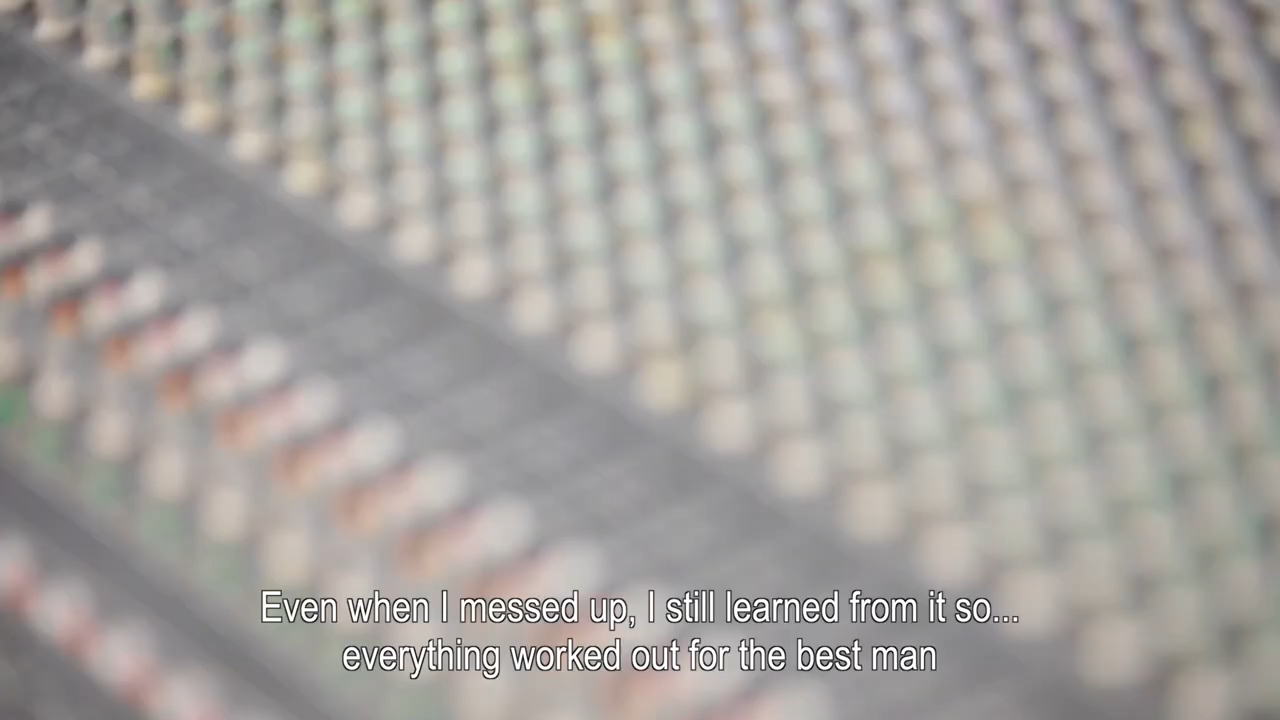 Even when I messed up, I still learned from it so...
everything worked out for the best man